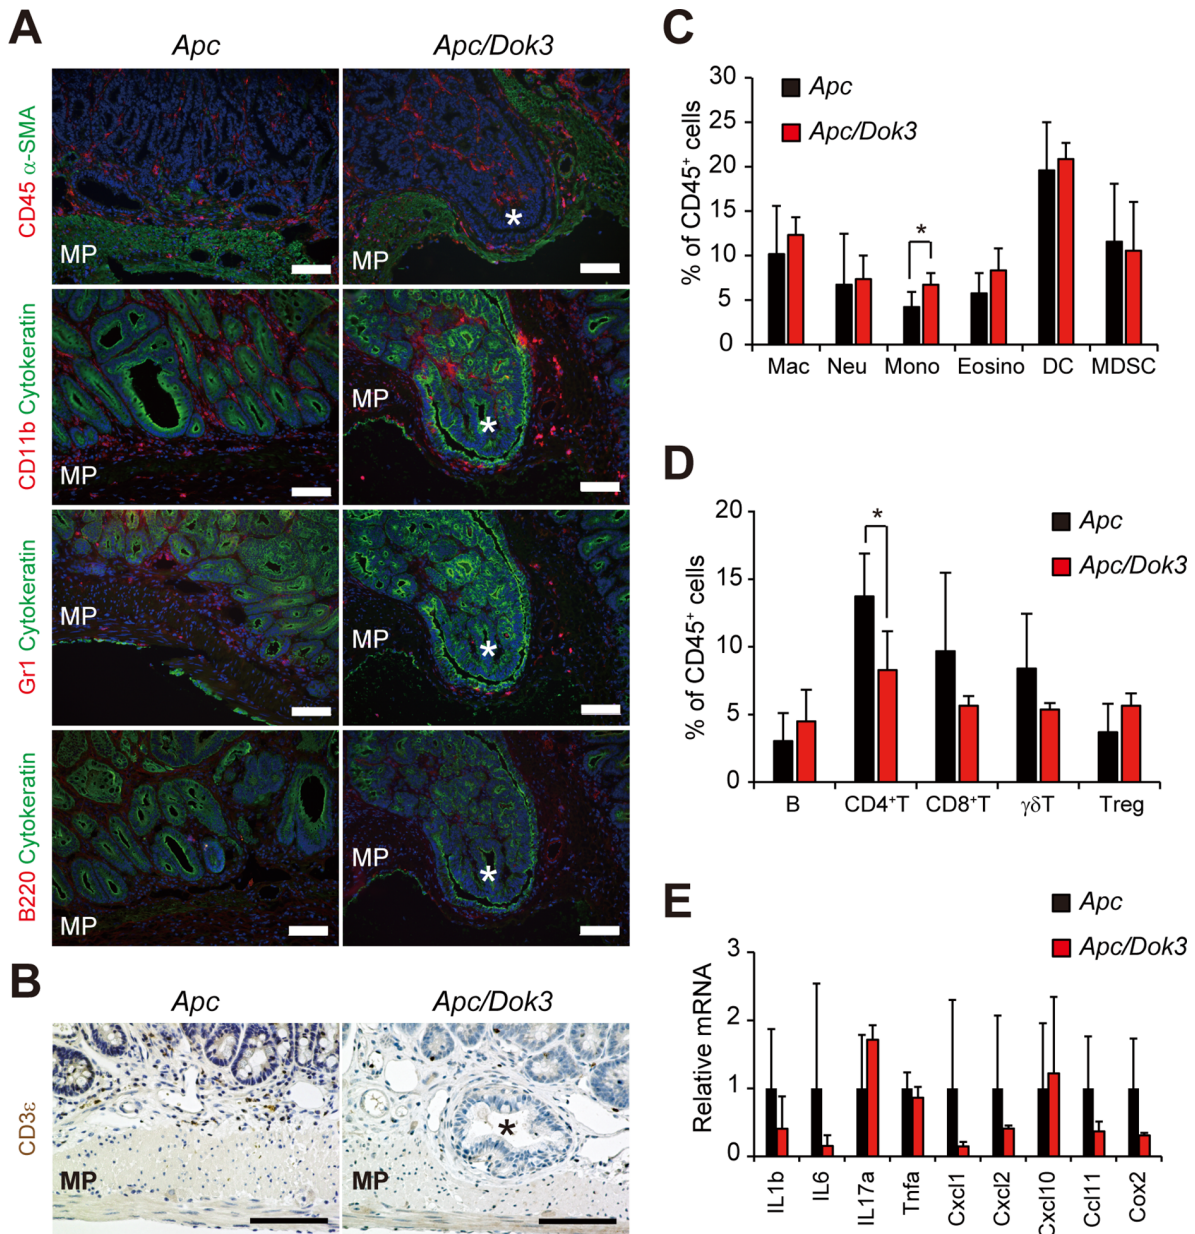 A
Apc
Apc/Dok3
CD45 α-SMA
MP
MP
*
CD11b Cytokeratin
MP
MP
*
Gr1 Cytokeratin
MP
MP
*
B220 Cytokeratin
MP
MP
*
B
Apc
Apc/Dok3
CD3ε
MP
MP
*
C
% of CD45⁺ cells
30
25
20
15
10
5
0
Apc
Apc/Dok3
*
Mac Neu Mono Eosino DC MDSC
D
% of CD45⁺ cells
20
15
10
5
0
*
Apc
Apc/Dok3
B CD4⁺T CD8⁺T γδT Treg
E
Apc
Apc/Dok3
Relative mRNA
3
2
1
0
IL1b
IL6
IL17a
Tnfa
Cxcl1
Cxcl2
Cxcl10
Ccl11
Cox2